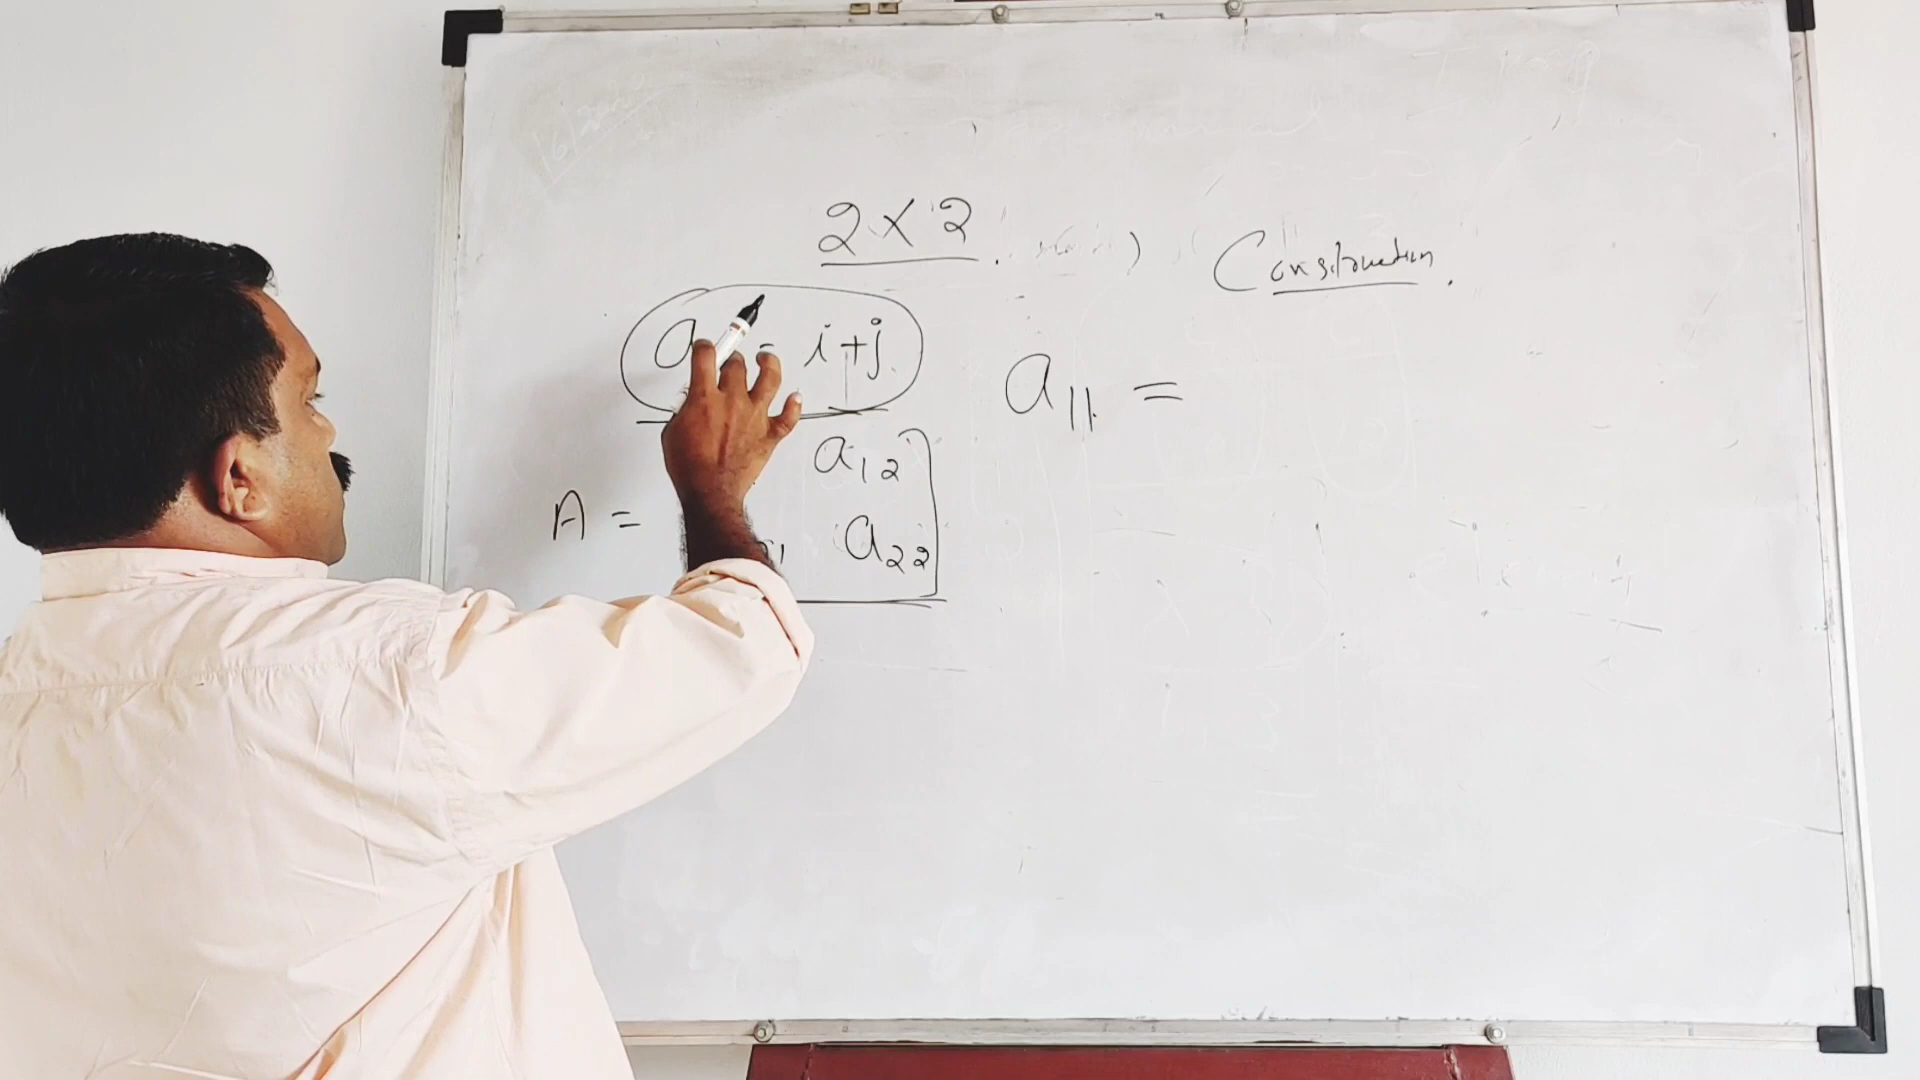 2 × 2
Construction.
a = i+j
a11 =
a12
A =
a22